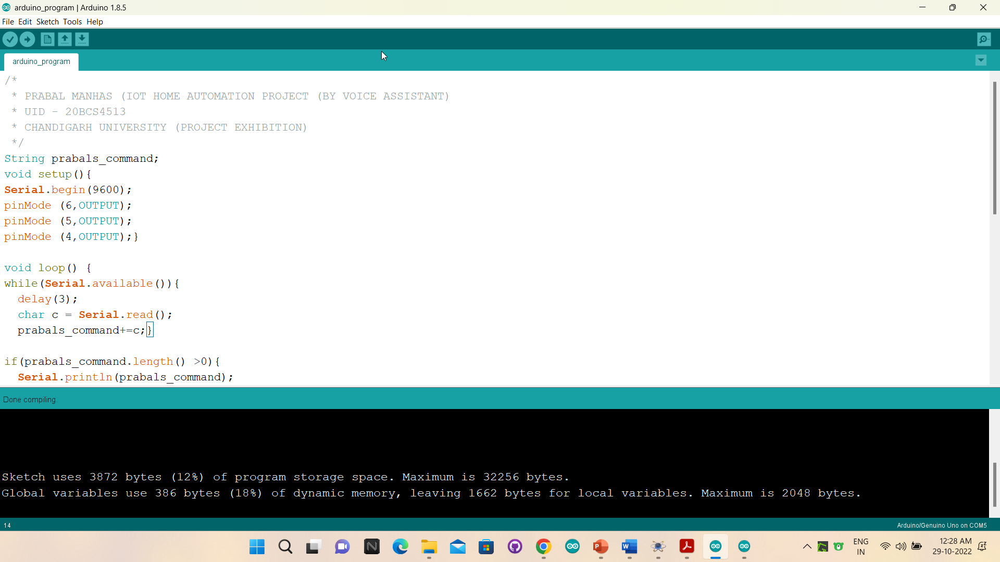 arduino_program | Arduino 1.8.5
File Edit Sketch Tools Help
arduino_program
/*
 * PRABAL MANHAS (IOT HOME AUTOMATION PROJECT (BY VOICE ASSISTANT)
 * UID - 20BCS4513
 * CHANDIGARH UNIVERSITY (PROJECT EXHIBITION)
 */
String prabals_command;
void setup(){
Serial.begin(9600);
pinMode (6,OUTPUT);
pinMode (5,OUTPUT);
pinMode (4,OUTPUT);}
void loop() {
while(Serial.available()){
  delay(3);
  char c = Serial.read();
  prabals_command+=c;}
if(prabals_command.length() >0){
  Serial.println(prabals_command);
Done compiling.
Sketch uses 3872 bytes (12%) of program storage space. Maximum is 32256 bytes.
Global variables use 386 bytes (18%) of dynamic memory, leaving 1662 bytes for local variables. Maximum is 2048 bytes.
14
Arduino/Genuino Uno on COM5
ENG
IN
12:28 AM
29-10-2022